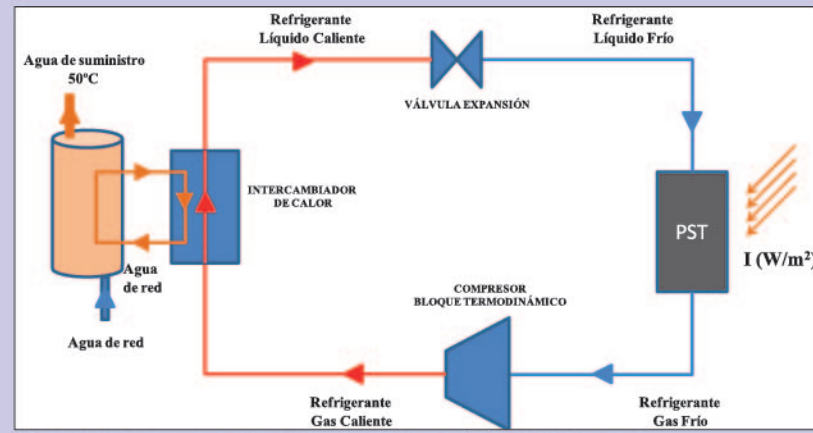 Refrigerante
Líquido Caliente
Refrigerante
Líquido Frío
Agua de suministro
50ºC
VÁLVULA EXPANSIÓN
INTERCAMBIADOR
DE CALOR
PST
I (W/m²)
Agua
de red
COMPRESOR
BLOQUE TERMODINÁMICO
Agua de red
Refrigerante
Gas Caliente
Refrigerante
Gas Frío